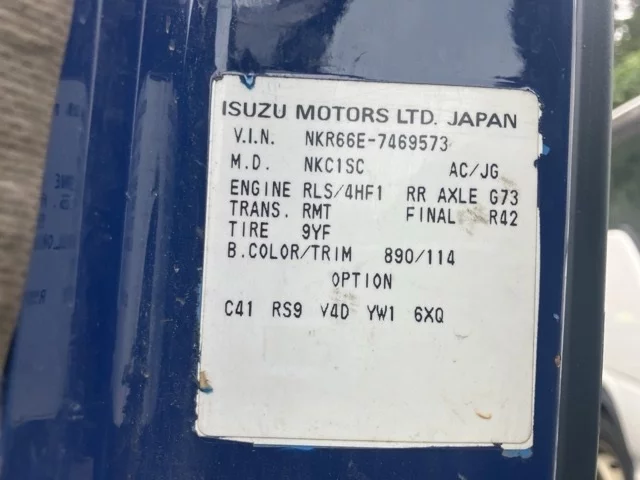 ISUZU MOTORS LTD. JAPAN
V.I.N. NKR66E-7469573
M.D. NKC1SC AC/JG
ENGINE RLS/4HF1 RR AXLE G73
TRANS. RMT FINAL R42
TIRE 9YF
B.COLOR/TRIM 890/114
OPTION
C41 RS9 V4D YW1 6XQ